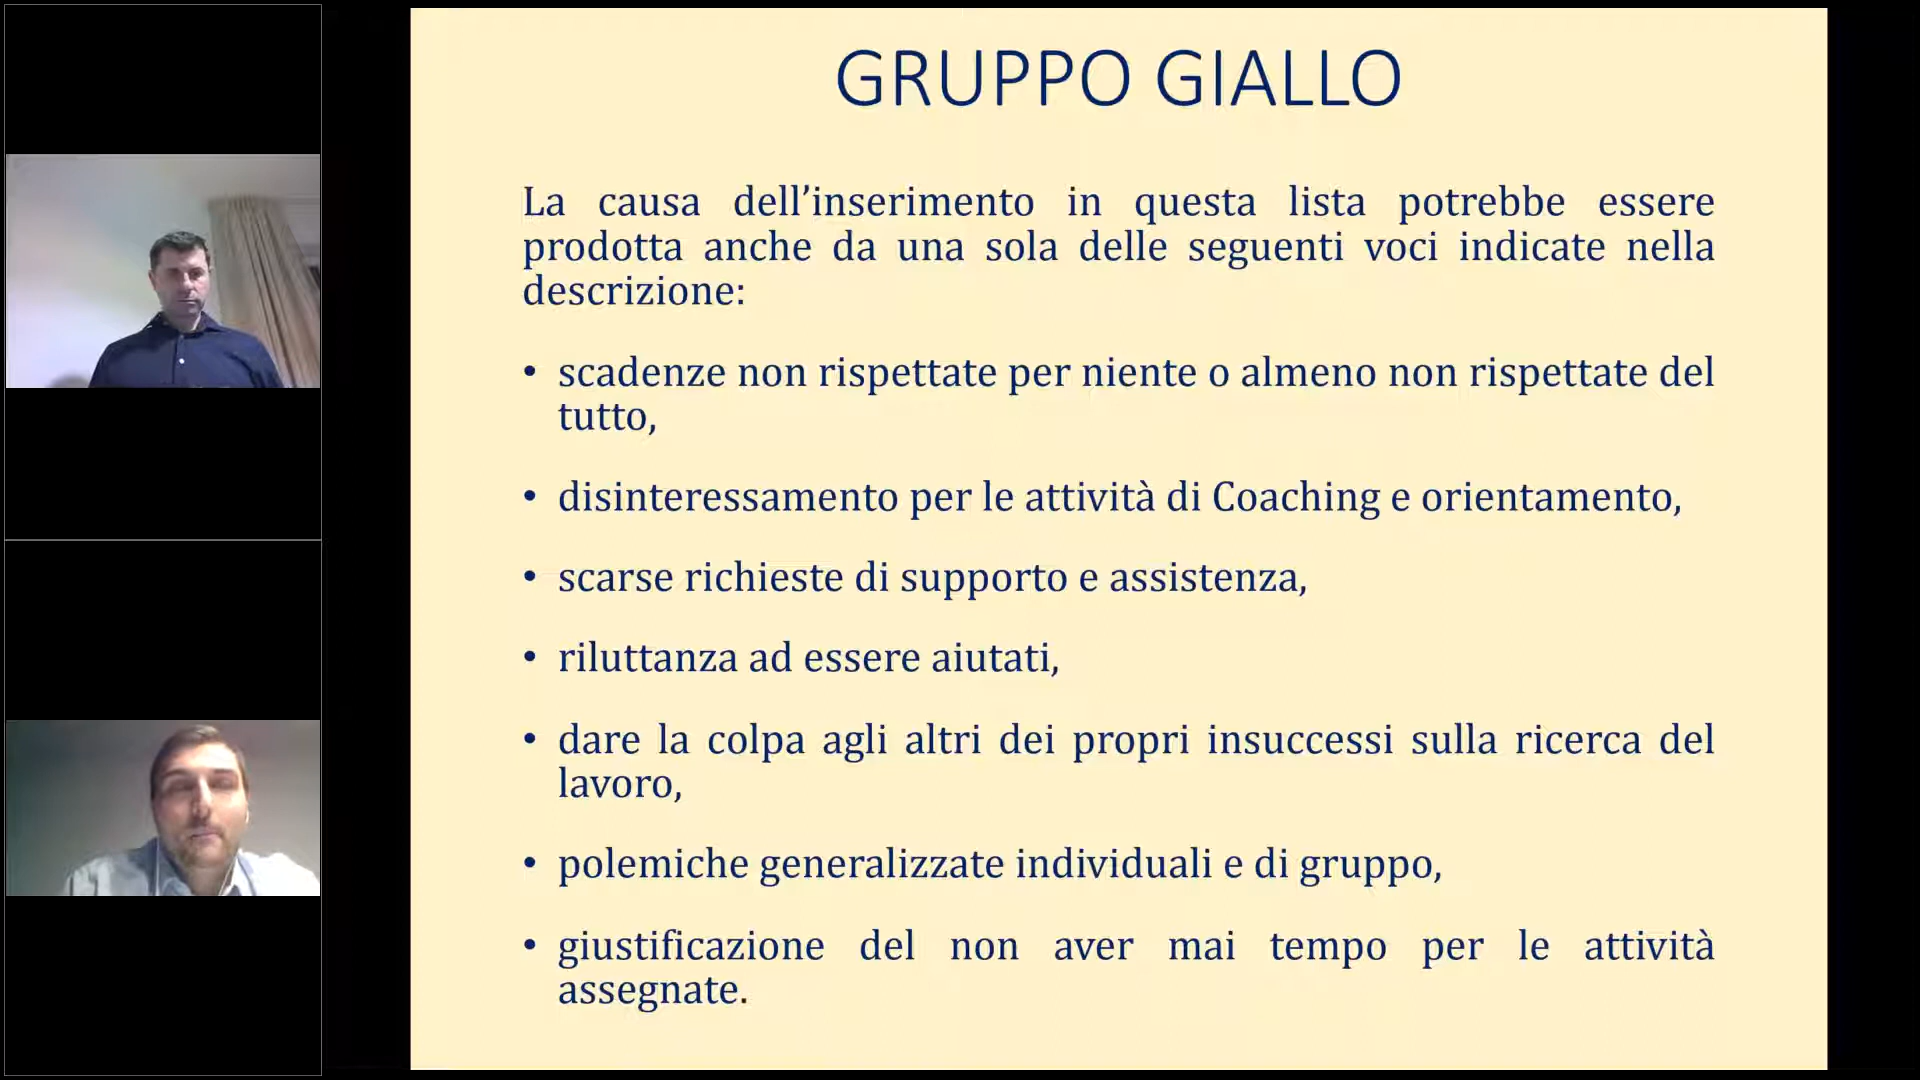 GRUPPO GIALLO
La causa dell’inserimento in questa lista potrebbe essere
prodotta anche da una sola delle seguenti voci indicate nella
descrizione:
• scadenze non rispettate per niente o almeno non rispettate del
tutto,
• disinteressamento per le attività di Coaching e orientamento,
• scarse richieste di supporto e assistenza,
• riluttanza ad essere aiutati,
• dare la colpa agli altri dei propri insuccessi sulla ricerca del
lavoro,
• polemiche generalizzate individuali e di gruppo,
• giustificazione del non aver mai tempo per le attività
assegnate.